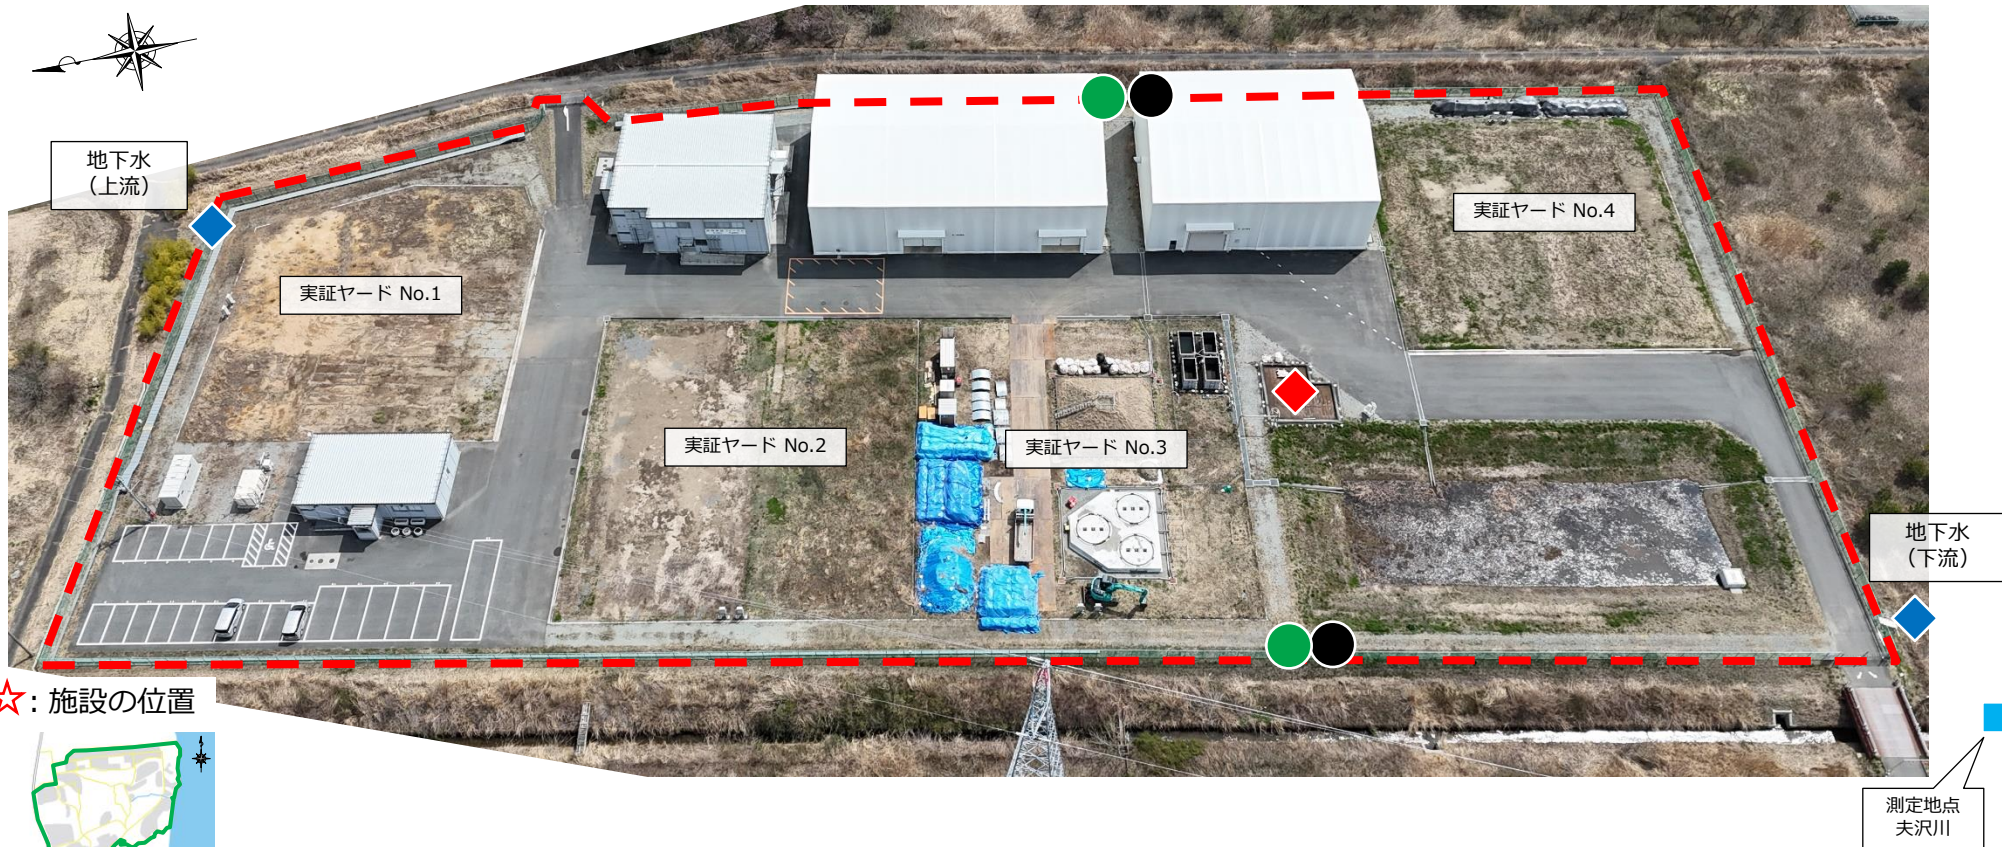 地下水
（上流）
実証ヤード No.1
実証ヤード No.4
実証ヤード No.2
実証ヤード No.3
地下水
（下流）
☆：施設の位置
測定地点
夫沢川